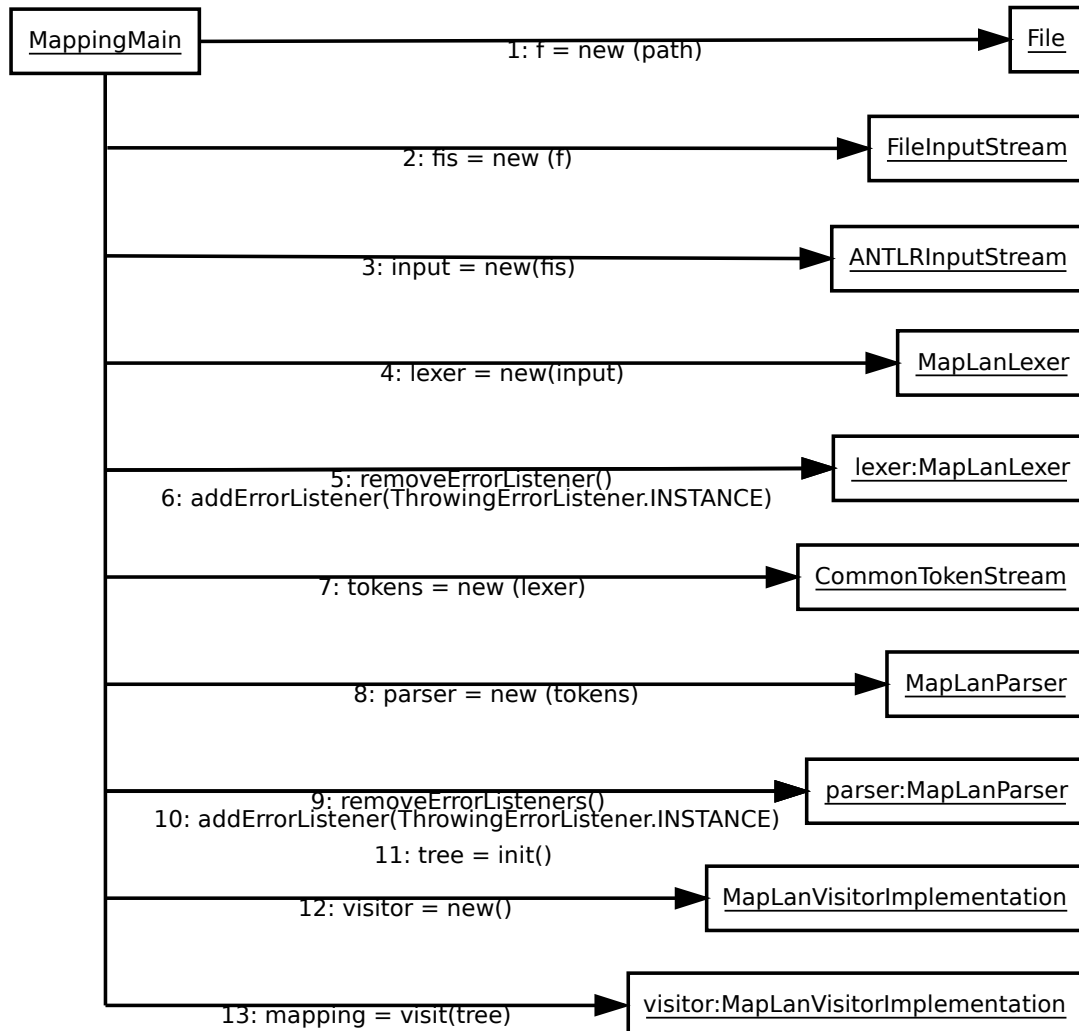 MappingMain
File
1: f = new (path)
FileInputStream
2: fis = new (f)
ANTLRInputStream
3: input = new(fis)
MapLanLexer
4: lexer = new(input)
lexer:MapLanLexer
5: removeErrorListener()
6: addErrorListener(ThrowingErrorListener.INSTANCE)
CommonTokenStream
7: tokens = new (lexer)
MapLanParser
8: parser = new (tokens)
parser:MapLanParser
9: removeErrorListeners()
10: addErrorListener(ThrowingErrorListener.INSTANCE)
11: tree = init()
MapLanVisitorImplementation
12: visitor = new()
visitor:MapLanVisitorImplementation
13: mapping = visit(tree)